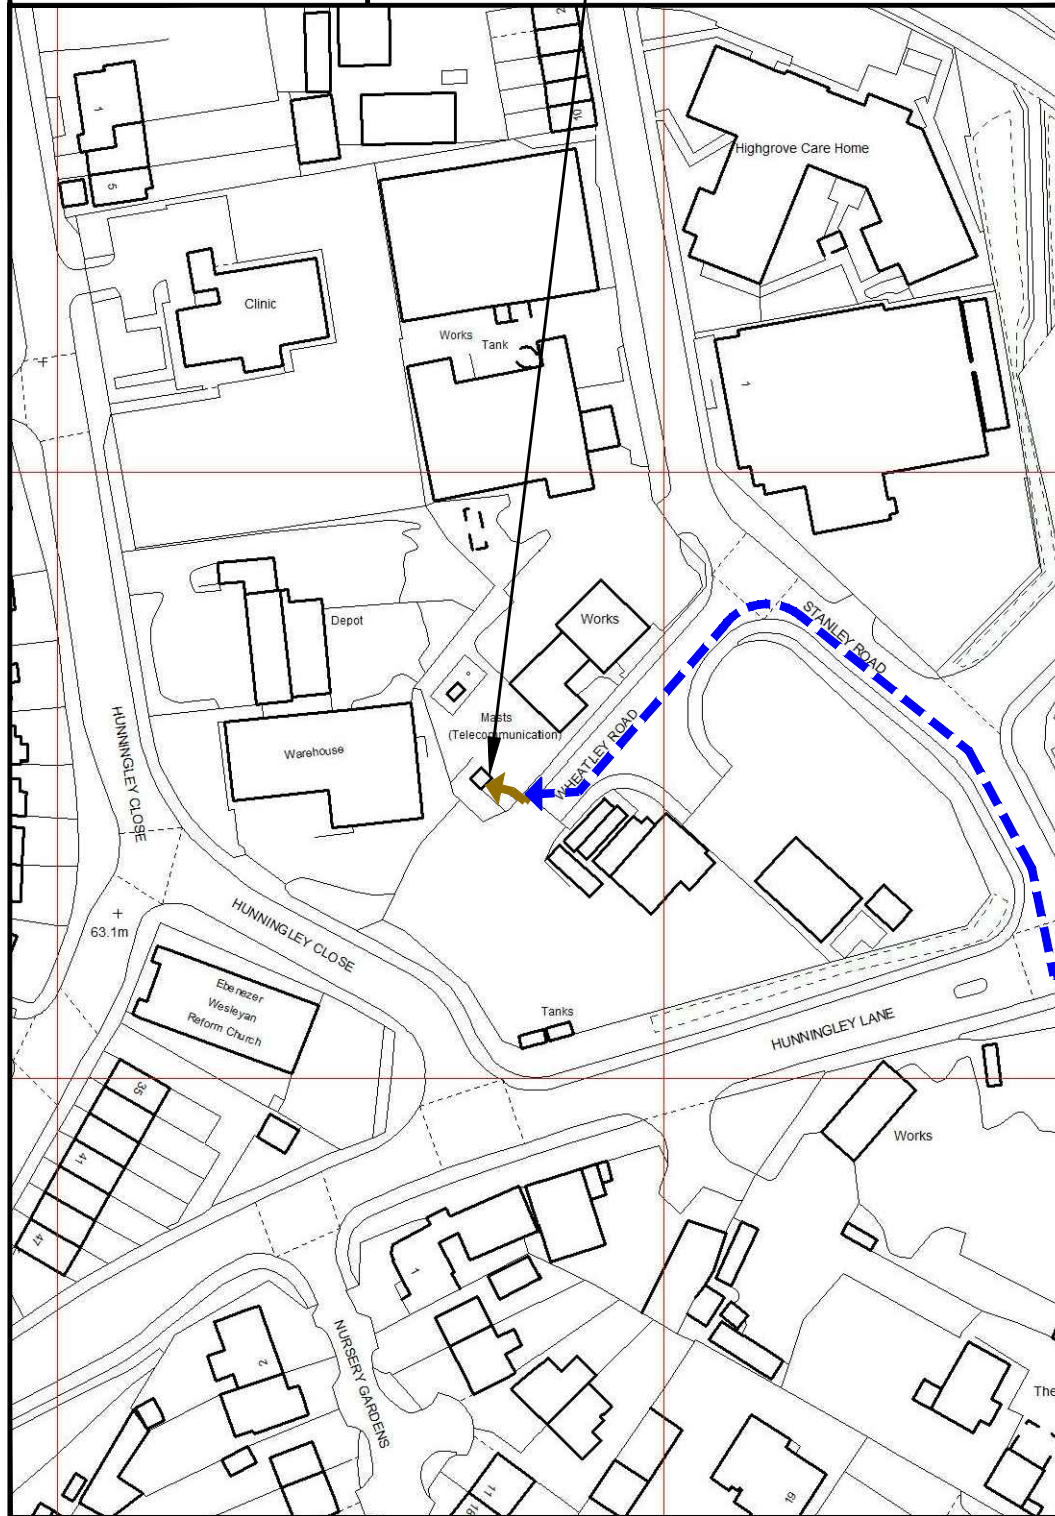 2
10
1
5
Highgrove Care Home
Clinic
Works
Tank
1
Works
Depot
STANLEY ROAD
Masts
(Telecommunication)
WHEATLEY ROAD
Warehouse
HUNNINGLEY CLOSE
63.1m
HUNNINGLEY CLOSE
Ebenezer
Wesleyan
Reform Church
Tanks
HUNNINGLEY LANE
35
41
47
Works
1
2
NURSERY GARDENS
The
11
18
19